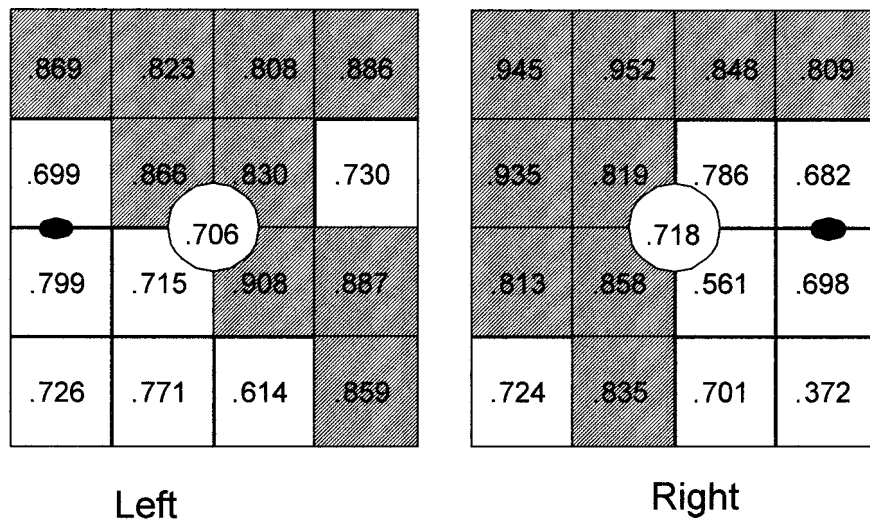 .869 .823 .808 .886 .945 .952 .848 .809
.699 .866 .830 .730 .935 .819 .786 .682
.706 .718
.799 .715 .908 .887 .813 .858 .561 .698
.726 .771 .614 .859 .724 .835 .701 .372
Left Right